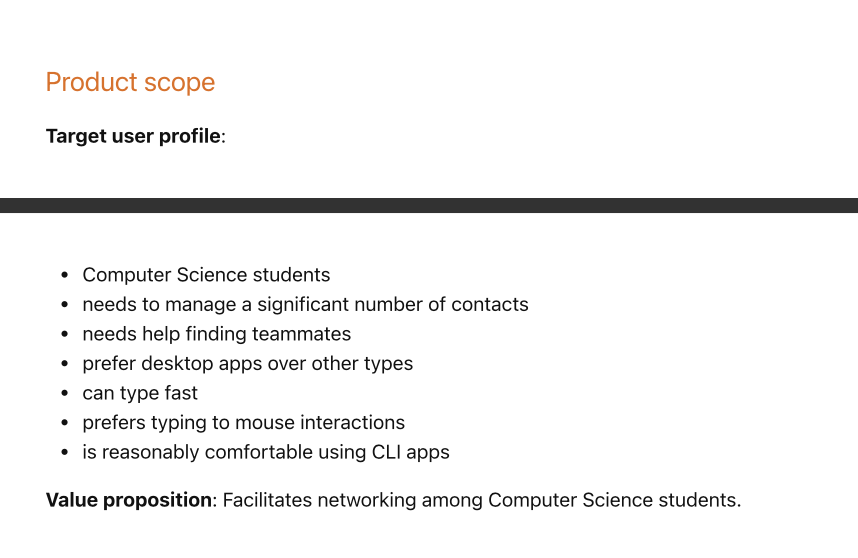 Product scope
Target user profile:
• Computer Science students
• needs to manage a significant number of contacts
• needs help finding teammates
• prefer desktop apps over other types
• can type fast
• prefers typing to mouse interactions
• is reasonably comfortable using CLI apps
Value proposition: Facilitates networking among Computer Science students.